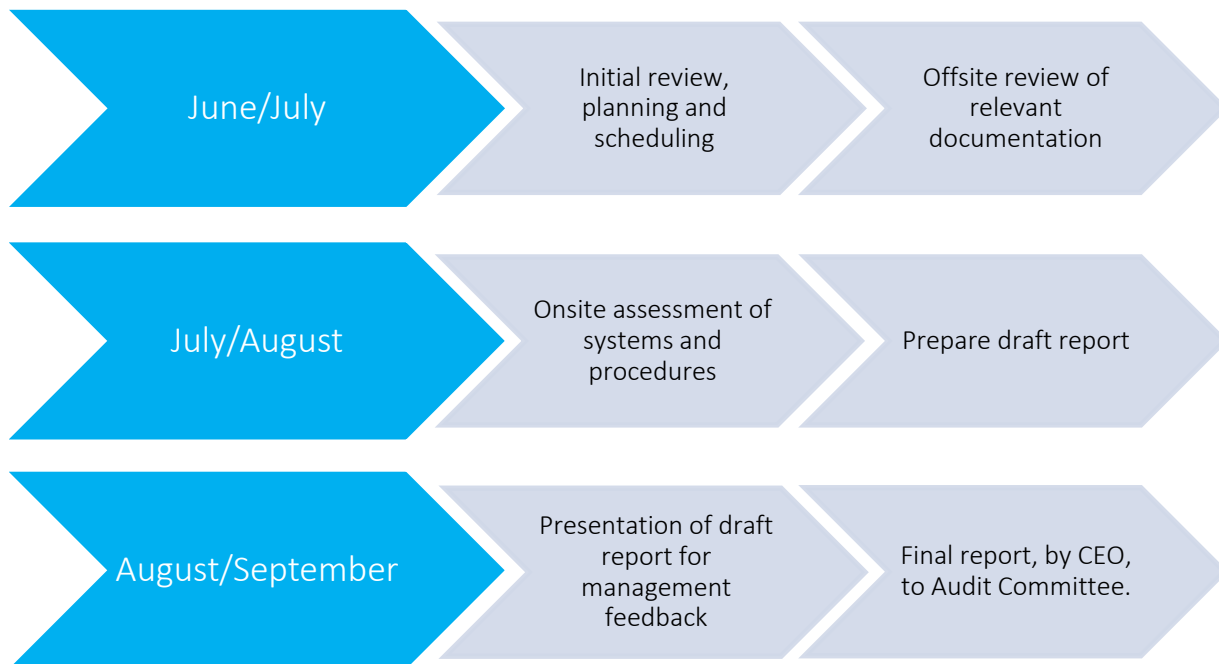 June/July
Initial review,
planning and
scheduling
Offsite review of
relevant
documentation
July/August
Onsite assessment of
systems and
procedures
Prepare draft report
August/September
Presentation of draft
report for
management
feedback
Final report, by CEO,
to Audit Committee.